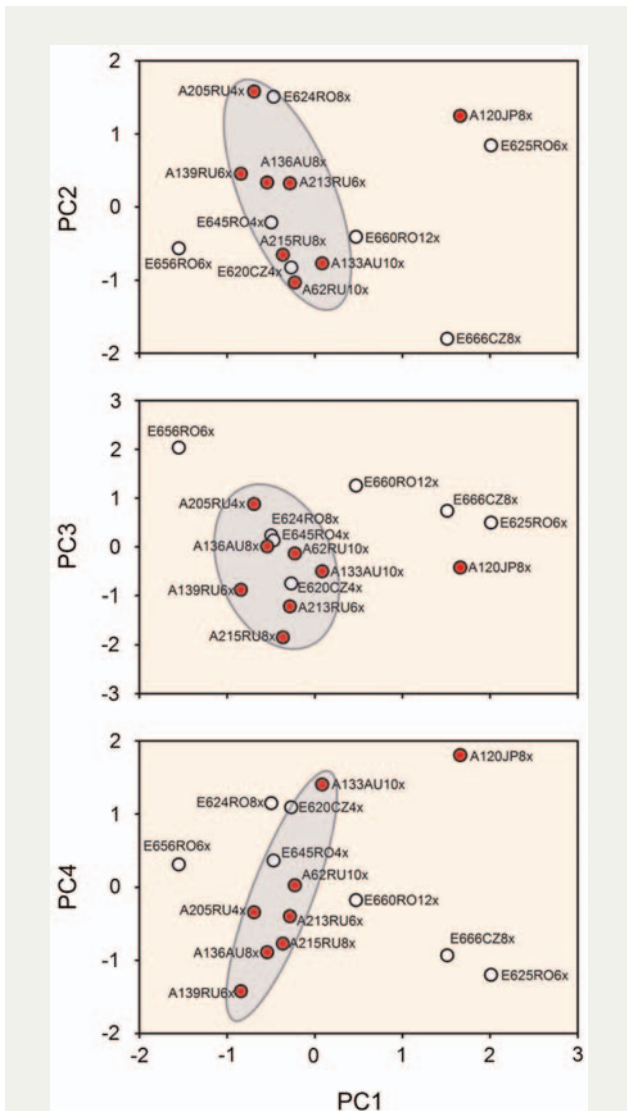 2
A205RU4x
E624RO8x
A120JP8x
1
E625RO6x
A136AU8x
A139RU6x
A213RU6x
PC2
0
E645RO4x
E660RO12x
A215RU8x
E656RO6x
E620CZ4x
A133AU10x
-1
A62RU10x
E666CZ8x
-2
3
E656RO6x
2
E660RO12x
1
E666CZ8x
A205RU4x
E624RO8x
E625RO6x
E645RO4x
PC3
0
A136AU8x
A62RU10x
A120JP8x
A133AU10x
-1
A139RU6x
E620CZ4x
A213RU6x
A215RU8x
-2
-3
2
A120JP8x
A133AU10x
E624RO8x
E620CZ4x
1
E656RO6x
E645RO4x
A62RU10x
PC4
0
E660RO12x
A205RU4x
A213RU6x
A215RU8x
E666CZ8x
A136AU8x
-1
E625RO6x
A139RU6x
-2
-2 -1 0 1 2 3
PC1